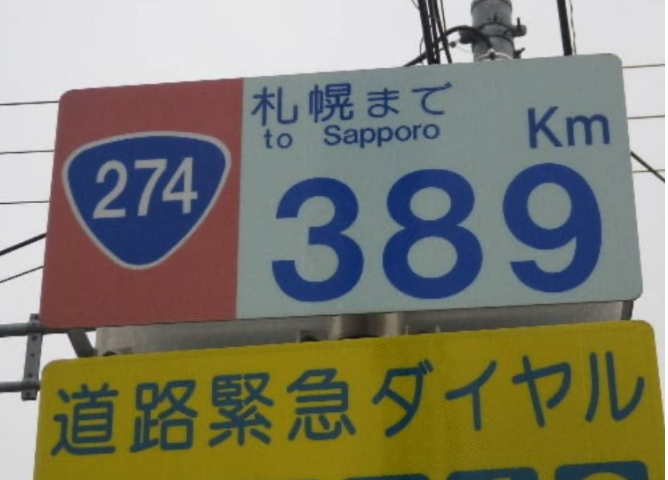 274
札幌まで
to Sapporo
389 Km
道路緊急ダイヤル